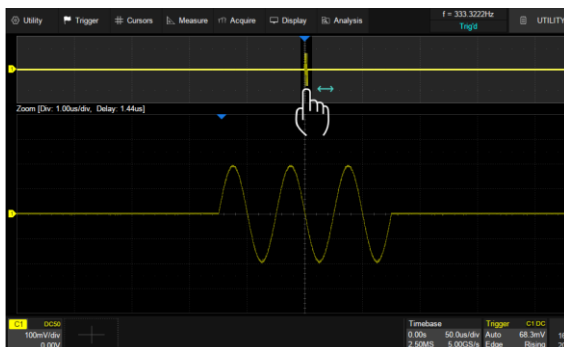 Utility Trigger Cursors Measure Acquire Display Analysis f = 333.3222Hz Trig'd UTILITY
Zoom [Div: 1.00us/div, Delay: 1.44us]
C1 DC50 Timebase Trigger C1 DC
100mV/div 0.00s 50.0us/div Auto 68.3mV
0.00V 2.50MS 5.00GS/s Edge Rising